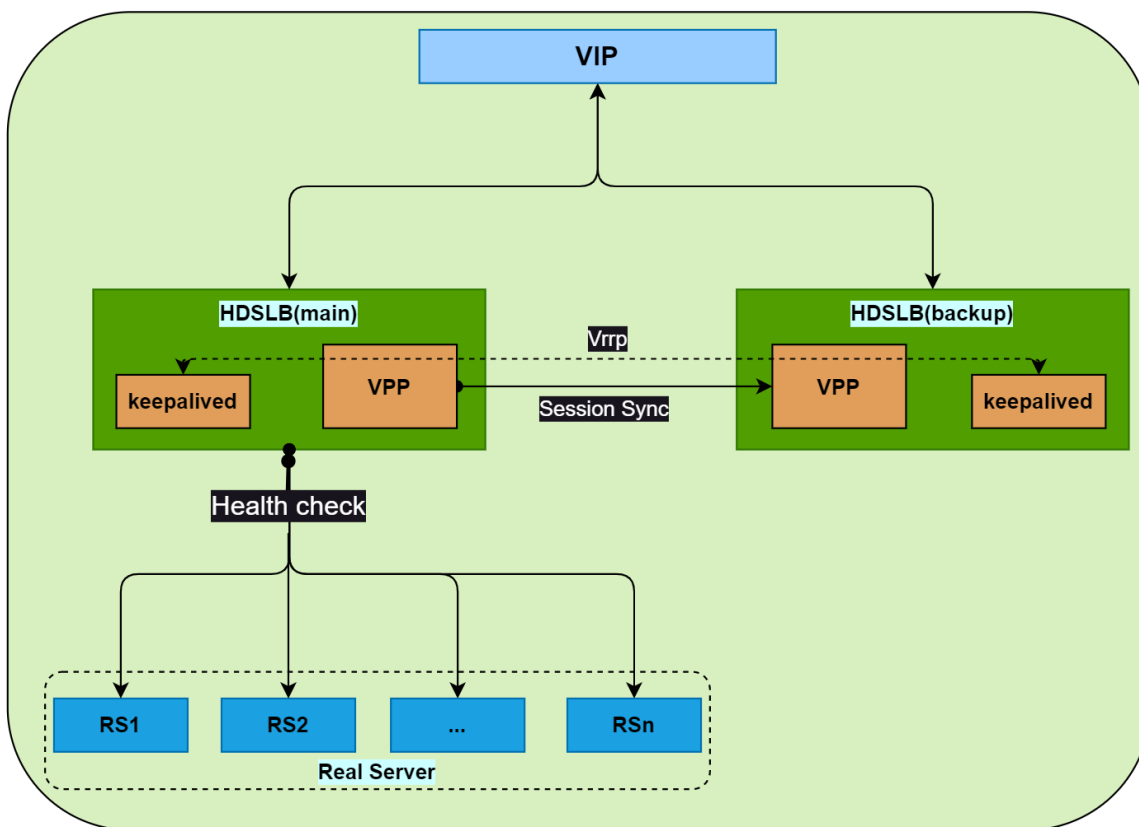 VIP
HDSLB(main)
HDSLB(backup)
Vrrp
keepalived
VPP
Session Sync
VPP
keepalived
Health check
RS1
RS2
...
RSn
Real Server